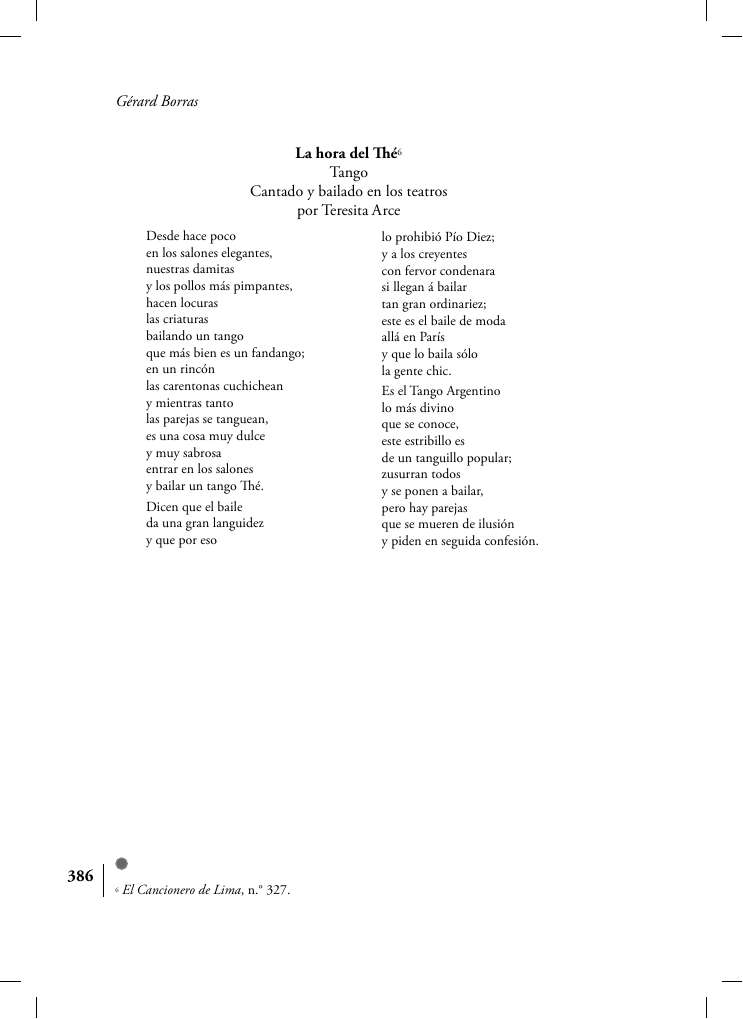 Gérard Borras
La hora del Thé⁶
Tango
Cantado y bailado en los teatros
por Teresita Arce
Desde hace poco
en los salones elegantes,
nuestras damitas
y los pollos más pimpantes,
hacen locuras
las criaturas
bailando un tango
que más bien es un fandango;
en un rincón
las carentonas cuchichean
y mientras tanto
las parejas se tanguean,
es una cosa muy dulce
y muy sabrosa
entrar en los salones
y bailar un tango Thé.
Dicen que el baile
da una gran languidez
y que por eso
lo prohibió Pío Diez;
y a los creyentes
con fervor condenara
si llegan á bailar
tan gran ordinariez;
este es el baile de moda
allá en París
y que lo baila sólo
la gente chic.
Es el Tango Argentino
lo más divino
que se conoce,
este estribillo es
de un tanguillo popular;
zusurran todos
y se ponen a bailar,
pero hay parejas
que se mueren de ilusión
y piden en seguida confesión.
386
⁶ El Cancionero de Lima, n.° 327.